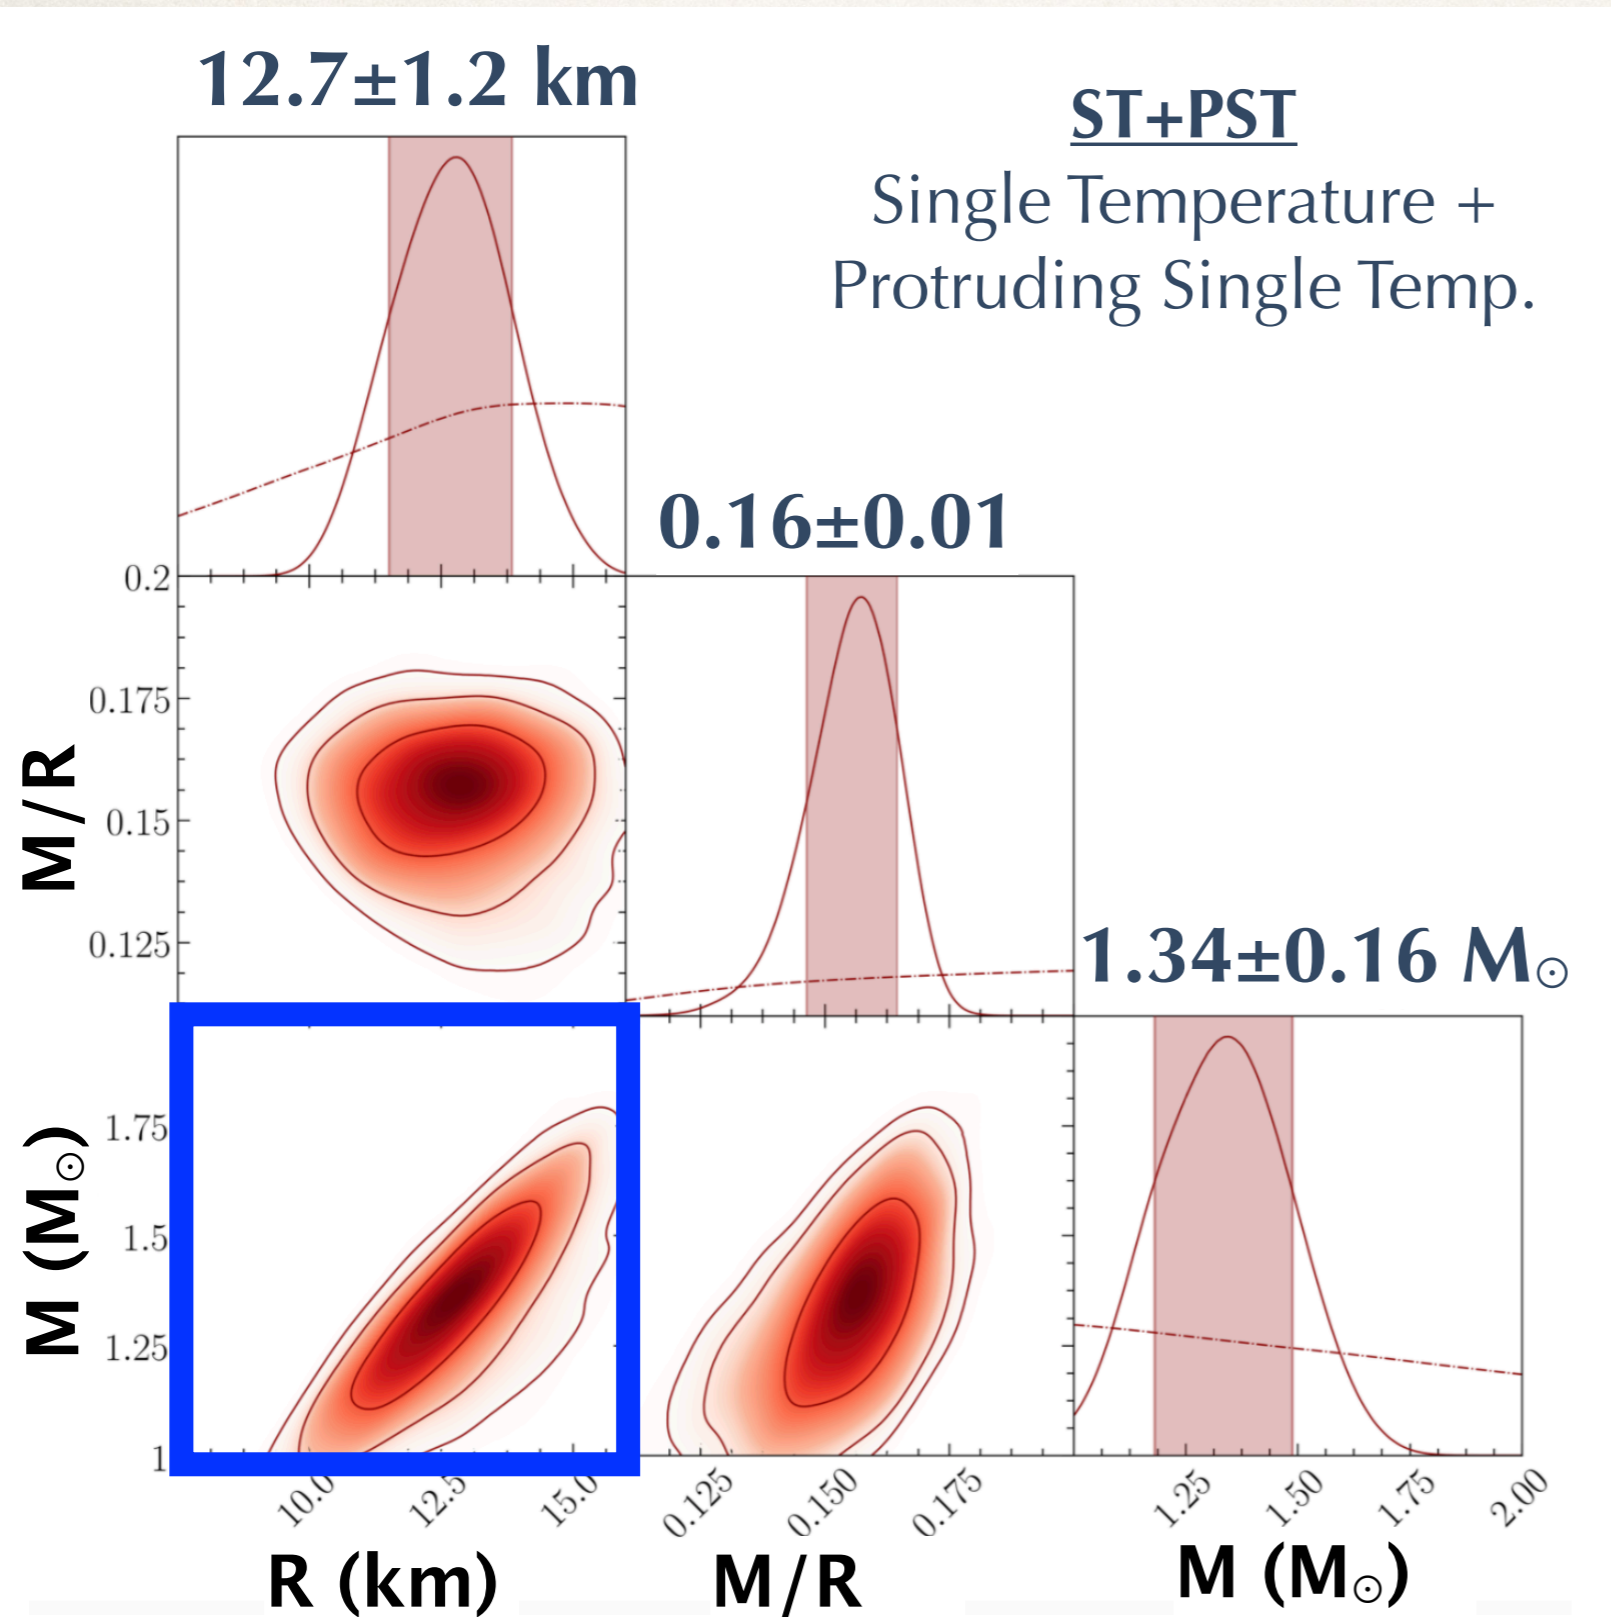 12.7±1.2 km
ST+PST
Single Temperature +
Protruding Single Temp.
0.16±0.01
0.2
0.175
0.15
0.125
M/R
1.34±0.16 M☉
1.75
1.5
1.25
1
M (M☉)
10.0 12.5 15.0
0.125 0.150 0.175
1.25 1.50 1.75 2.00
R (km)
M/R
M (M☉)